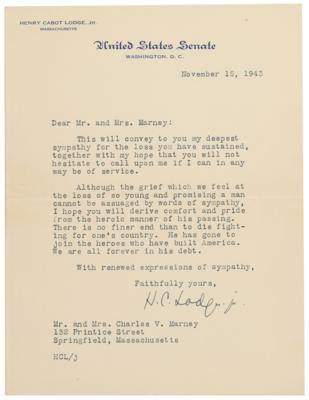 HENRY CABOT LODGE, JR.
MASSACHUSETTS
United States Senate
WASHINGTON, D. C.
November 15, 1943
Dear Mr. and Mrs. Marney:
This will convey to you my deepest
sympathy for the loss you have sustained,
together with my hope that you will not
hesitate to call upon me if I can in any
way be of service.
Although the grief which we feel at
the loss of so young and promising a man
cannot be assuaged by words of sympathy,
I hope you will derive comfort and pride
from the heroic manner of his passing.
There is no finer end than to die fight-
ing for one's country. He has gone to
join the heroes who have built America.
We are all forever in his debt.
With renewed expressions of sympathy,
Faithfully yours,
H. C. Lodge, Jr.
Mr. and Mrs. Charles V. Marney
132 Printice Street
Springfield, Massachusetts
HCL/j